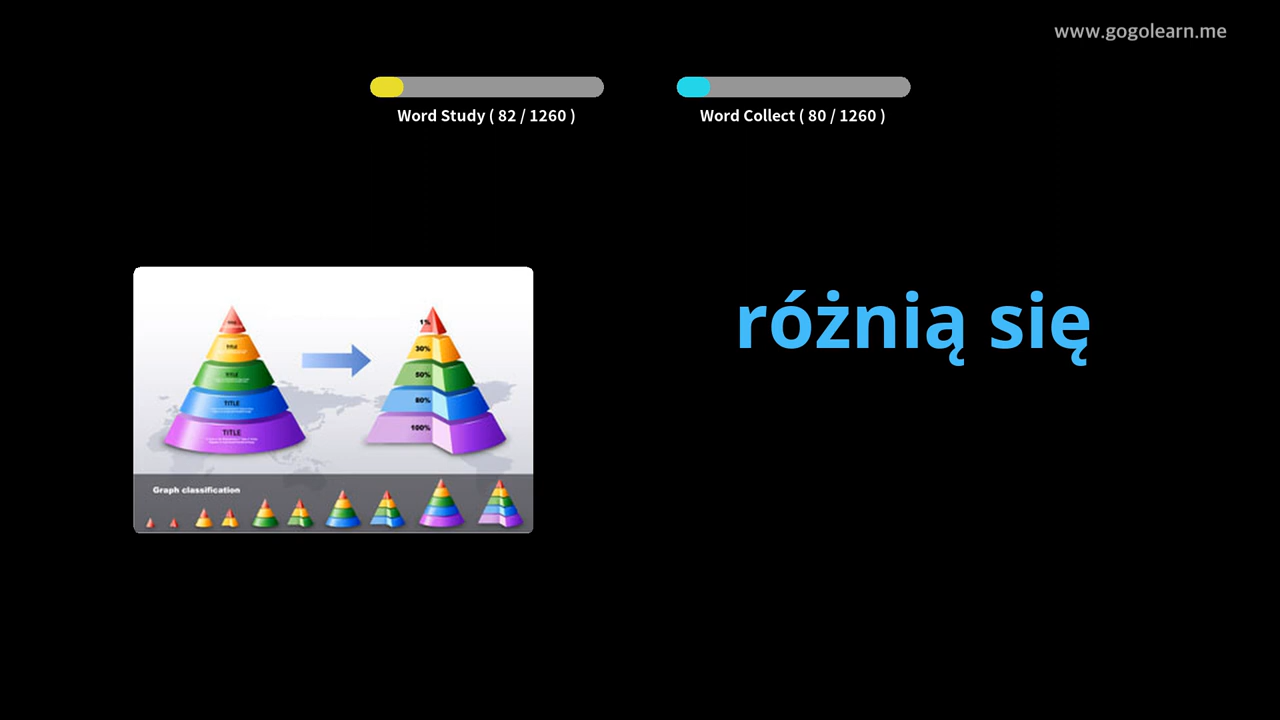 www.gogolearn.me
Word Study ( 82 / 1260 )
Word Collect ( 80 / 1260 )
różnią się
TITLE
TITLE
TITLE
TITLE
1%
30%
50%
80%
100%
Graph classification